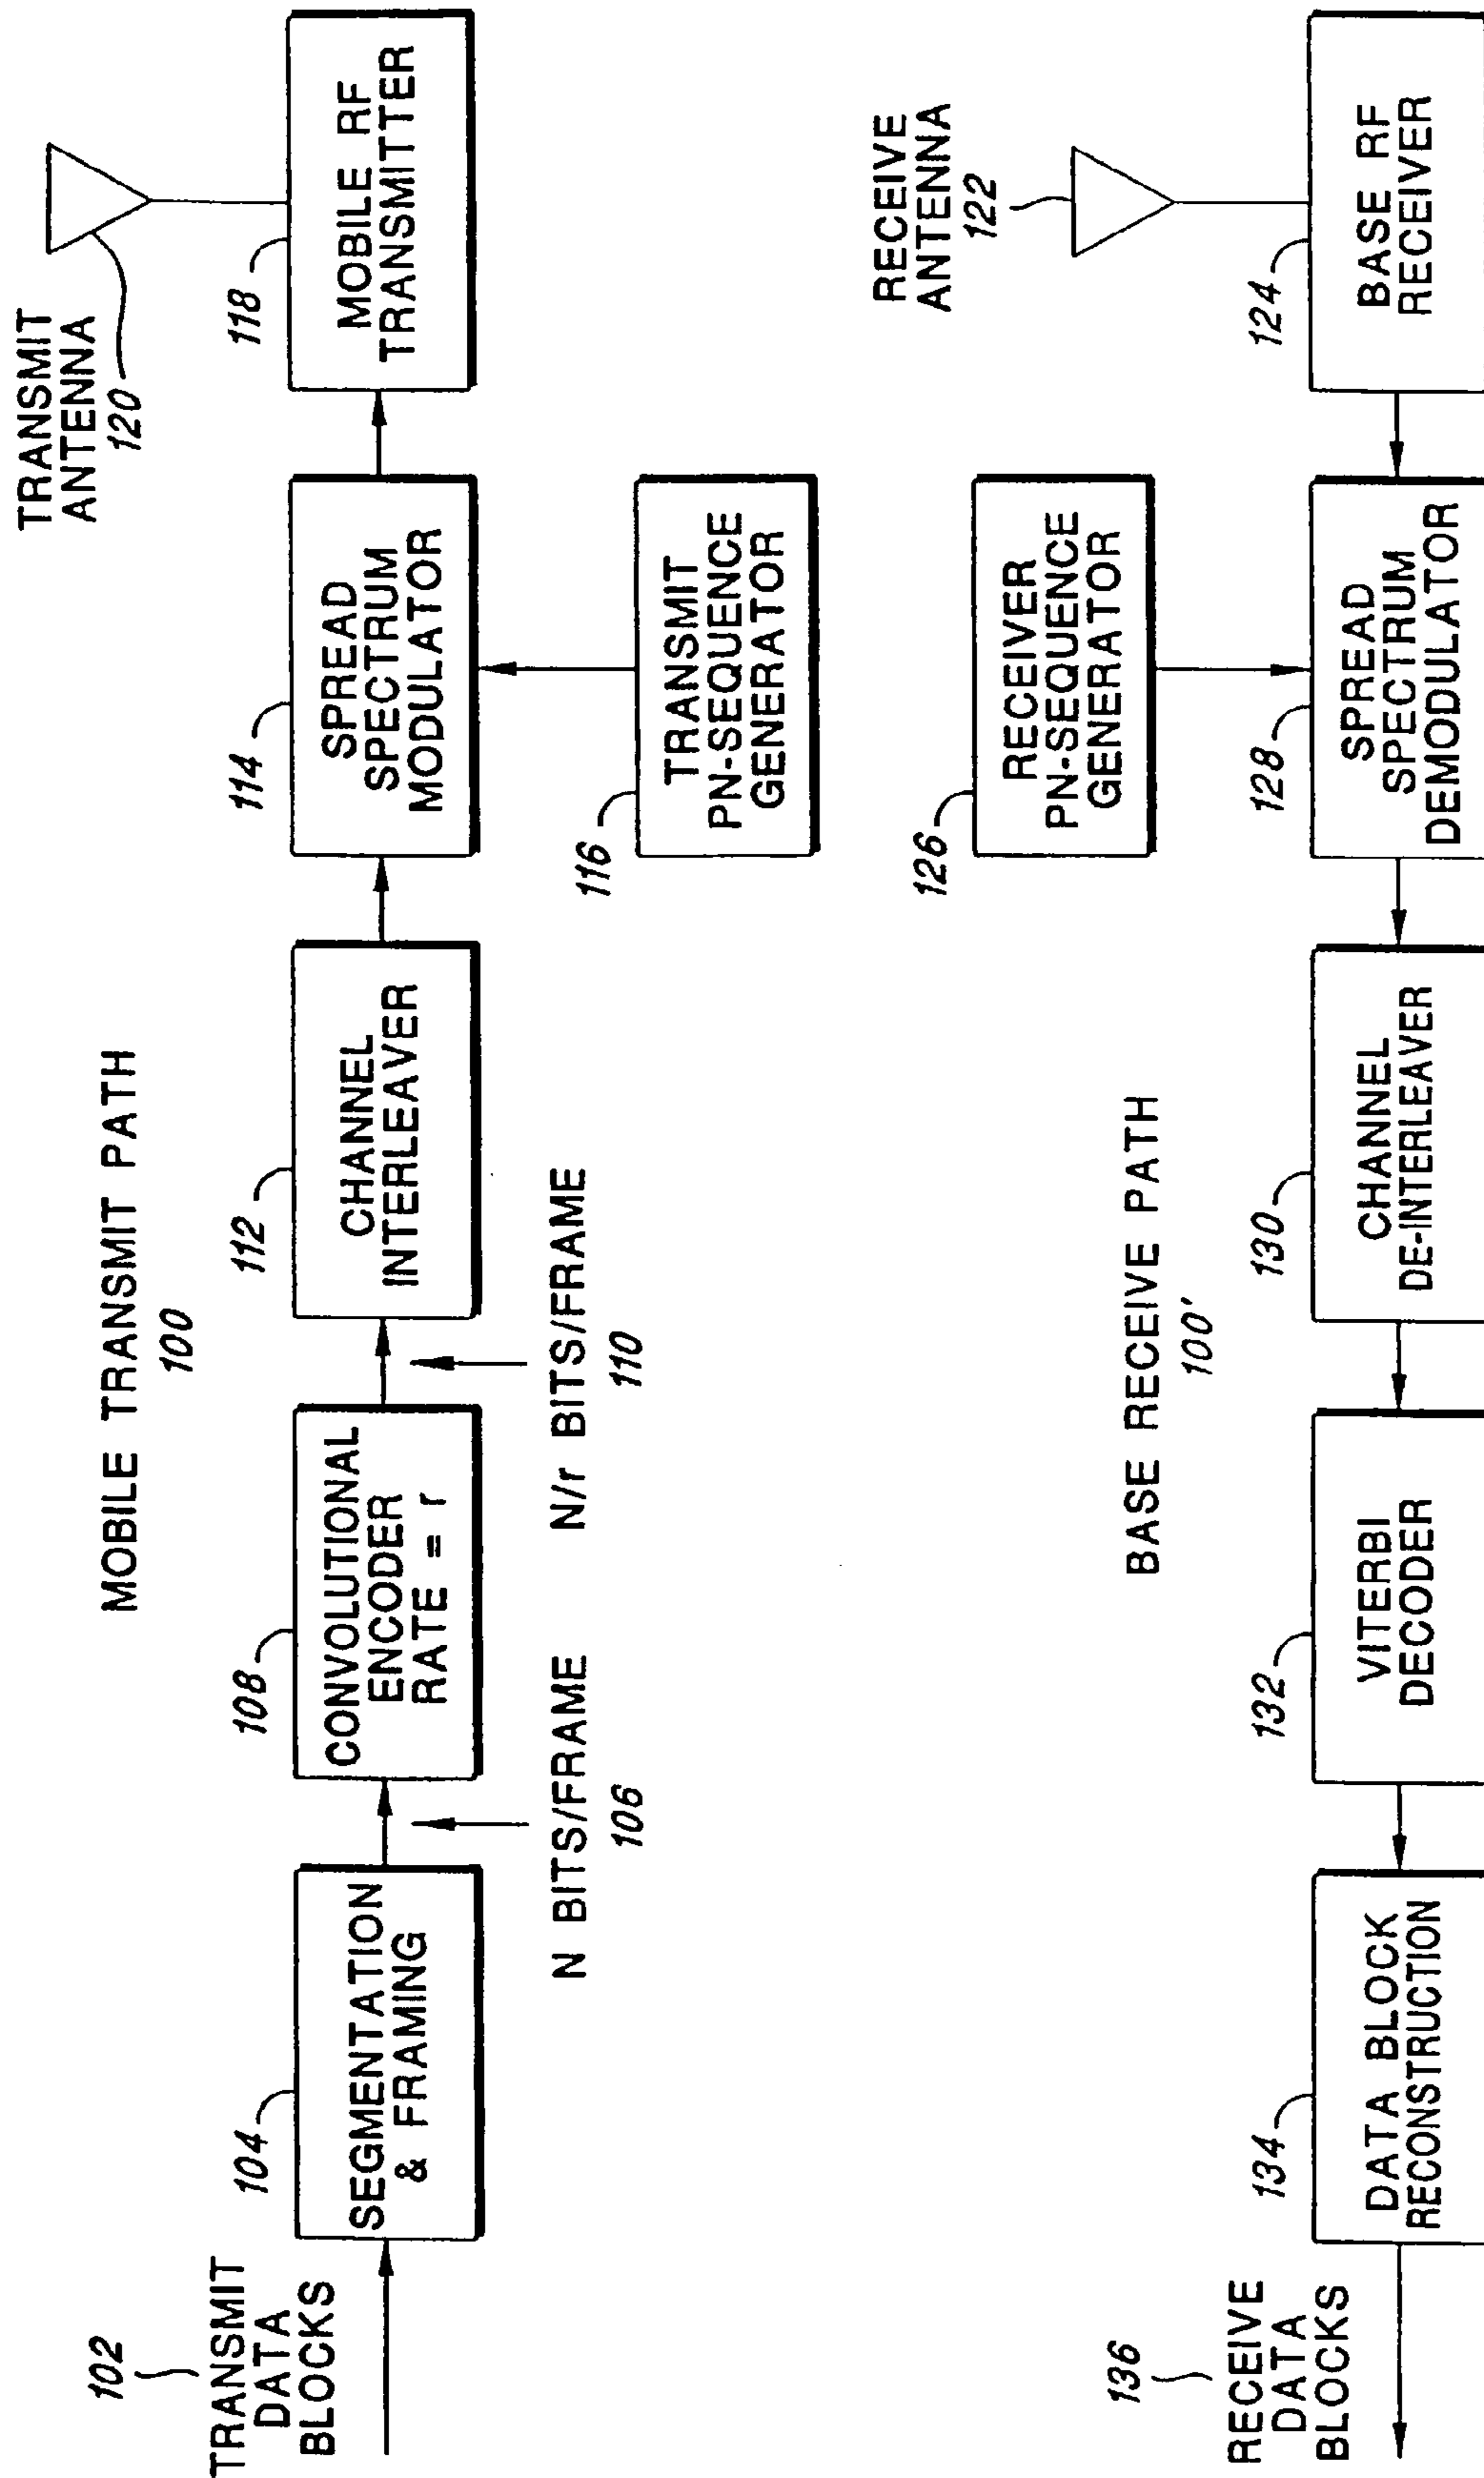 MOBILE TRANSMIT PATH
100
102
TRANSMIT
DATA
BLOCKS
104
SEGMENTATION
& FRAMING
N BITS/FRAME
106
108
CONVOLUTIONAL
ENCODER
RATE = r
N/r BITS/FRAME
110
112
CHANNEL
INTERLEAVER
114
SPREAD
SPECTRUM
MODULATOR
116
TRANSMIT
PN-SEQUENCE
GENERATOR
118
MOBILE RF
TRANSMITTER
TRANSMIT
ANTENNA
120
BASE RECEIVE PATH
100'
RECEIVE
ANTENNA
122
124
BASE RF
RECEIVER
126
RECEIVER
PN-SEQUENCE
GENERATOR
128
SPREAD
SPECTRUM
DEMODULATOR
130
CHANNEL
DE-INTERLEAVER
132
VITERBI
DECODER
134
DATA BLOCK
RECONSTRUCTION
136
RECEIVE
DATA
BLOCKS